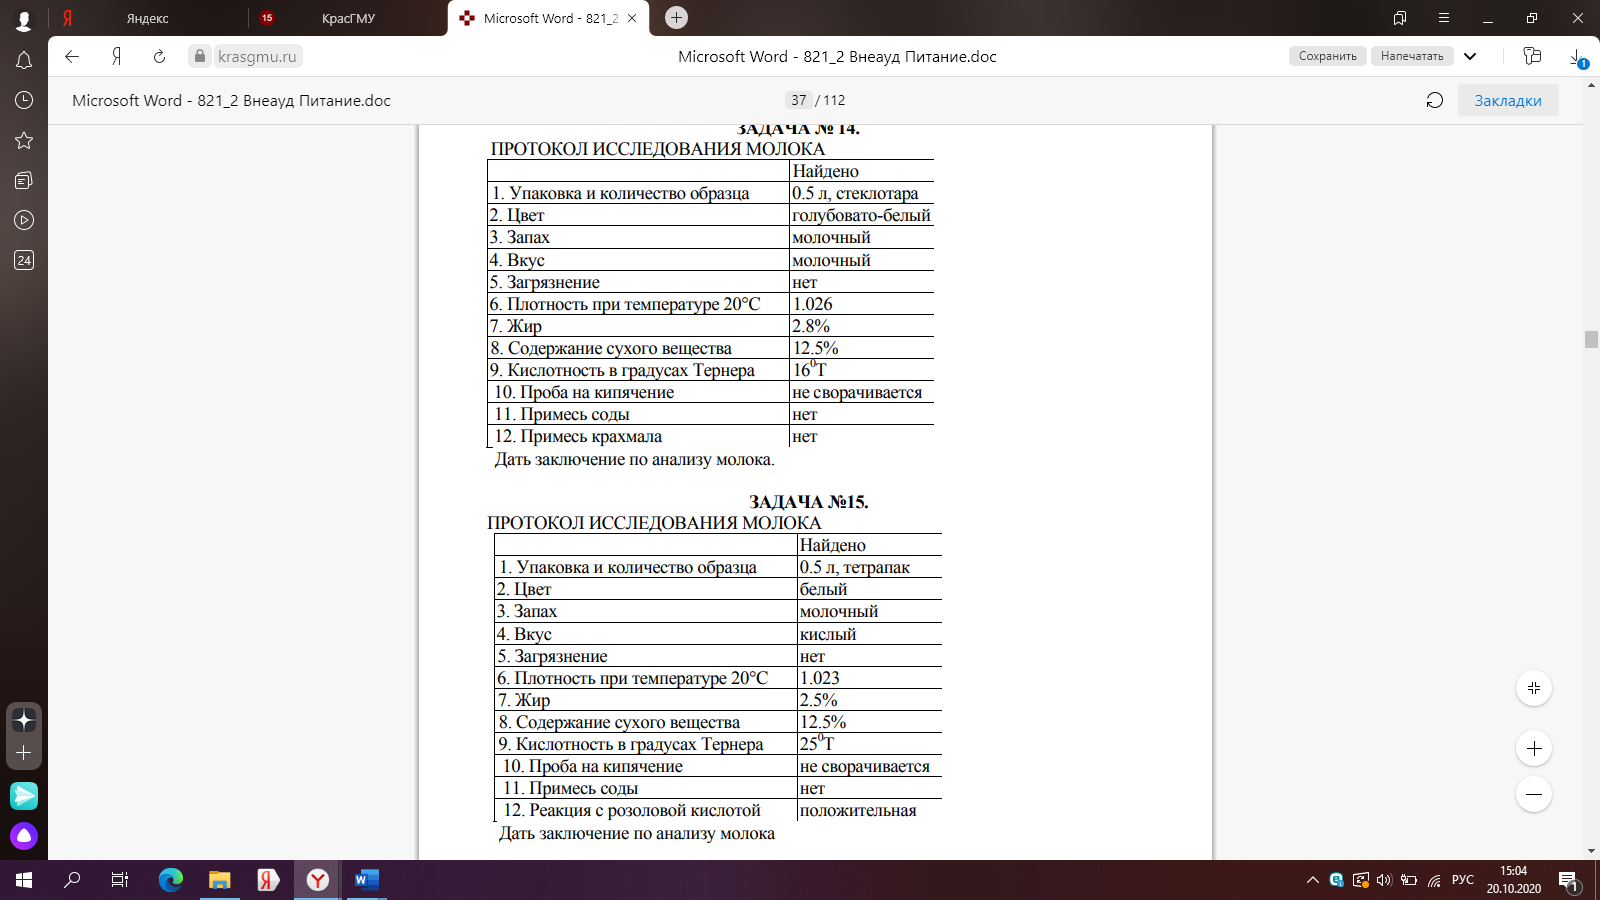 Яндекс
15
КрасГМУ
Microsoft Word - 821_2
krasgmu.ru
Microsoft Word - 821_2 Внеауд Питание.doc
Сохранить
Напечатать
1
Microsoft Word - 821_2 Внеауд Питание.doc
37 / 112
Закладки
ЗАДАЧА № 14.
ПРОТОКОЛ ИССЛЕДОВАНИЯ МОЛОКА
Найдено
1. Упаковка и количество образца 0.5 л, стеклотара
2. Цвет голубовато-белый
3. Запах молочный
4. Вкус молочный
5. Загрязнение нет
6. Плотность при температуре 20°С 1.026
7. Жир 2.8%
8. Содержание сухого вещества 12.5%
9. Кислотность в градусах Тернера 16⁰Т
10. Проба на кипячение не сворачивается
11. Примесь соды нет
12. Примесь крахмала нет
Дать заключение по анализу молока.
ЗАДАЧА №15.
ПРОТОКОЛ ИССЛЕДОВАНИЯ МОЛОКА
Найдено
1. Упаковка и количество образца 0.5 л, тетрапак
2. Цвет белый
3. Запах молочный
4. Вкус кислый
5. Загрязнение нет
6. Плотность при температуре 20°С 1.023
7. Жир 2.5%
8. Содержание сухого вещества 12.5%
9. Кислотность в градусах Тернера 25⁰Т
10. Проба на кипячение не сворачивается
11. Примесь соды нет
12. Реакция с розоловой кислотой положительная
Дать заключение по анализу молока
24
РУС
15:04
20.10.2020
1